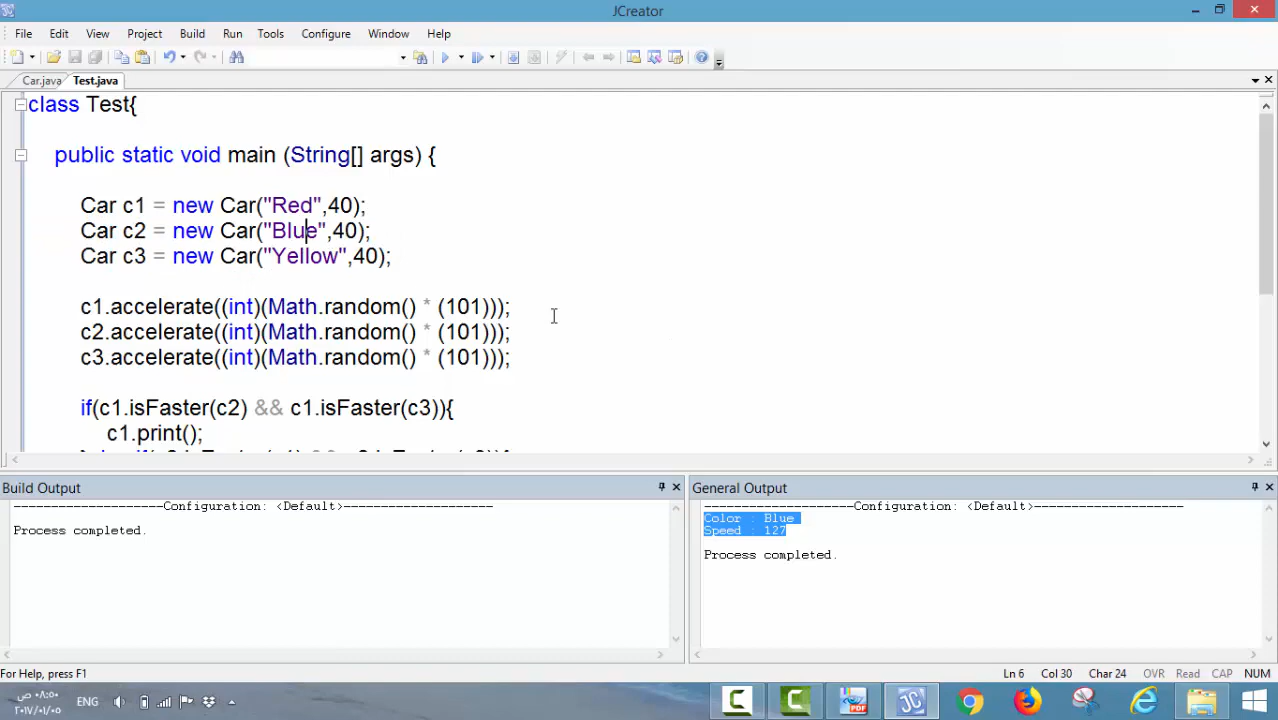 JCreator
File Edit View Project Build Run Tools Configure Window Help
Car.java Test.java
class Test{
public static void main (String[] args) {
Car c1 = new Car("Red",40);
Car c2 = new Car("Blue",40);
Car c3 = new Car("Yellow",40);
c1.accelerate((int)(Math.random() * (101)));
c2.accelerate((int)(Math.random() * (101)));
c3.accelerate((int)(Math.random() * (101)));
if(c1.isFaster(c2) && c1.isFaster(c3)){
c1.print();
Build Output
--------------------Configuration: <Default>--------------------
Process completed.
General Output
--------------------Configuration: <Default>--------------------
Color : Blue
Speed : 127
Process completed.
For Help, press F1
Ln 6 Col 30 Char 24 OVR Read CAP NUM
ENG
٠٨:٥٠ ص
٢٠١٧/٠١/٠٥